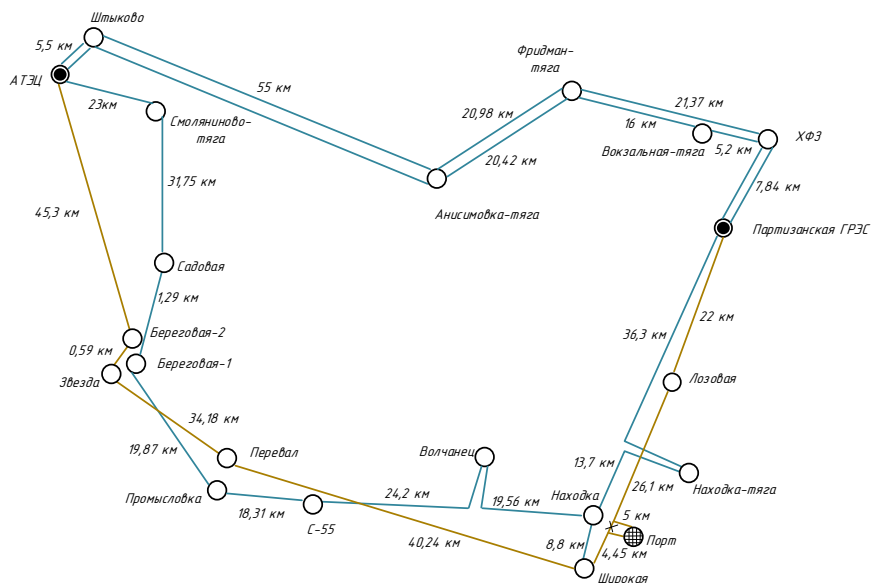 Штыково
5,5 км
АТЭЦ
23км
Смоляниново-
тяга
55 км
Фридман-
тяга
21,37 км
20,98 км
16 км
20,42 км
Вокзальная-тяга
5,2 км
ХФЗ
7,84 км
Анисимовка-тяга
Партизанская ГРЭС
31,75 км
45,3 км
Садовая
1,29 км
36,3 км
22 км
Береговая-2
0,59 км
Береговая-1
Звезда
Лозовая
34,18 км
19,87 км
Перевал
Волчанец
13,7 км
Находка-тяга
26,1 км
Промысловка
24,2 км
19,56 км
Находка
18,31 км
С-55
5 км
Порт
40,24 км
8,8 км
4,45 км
Широкая